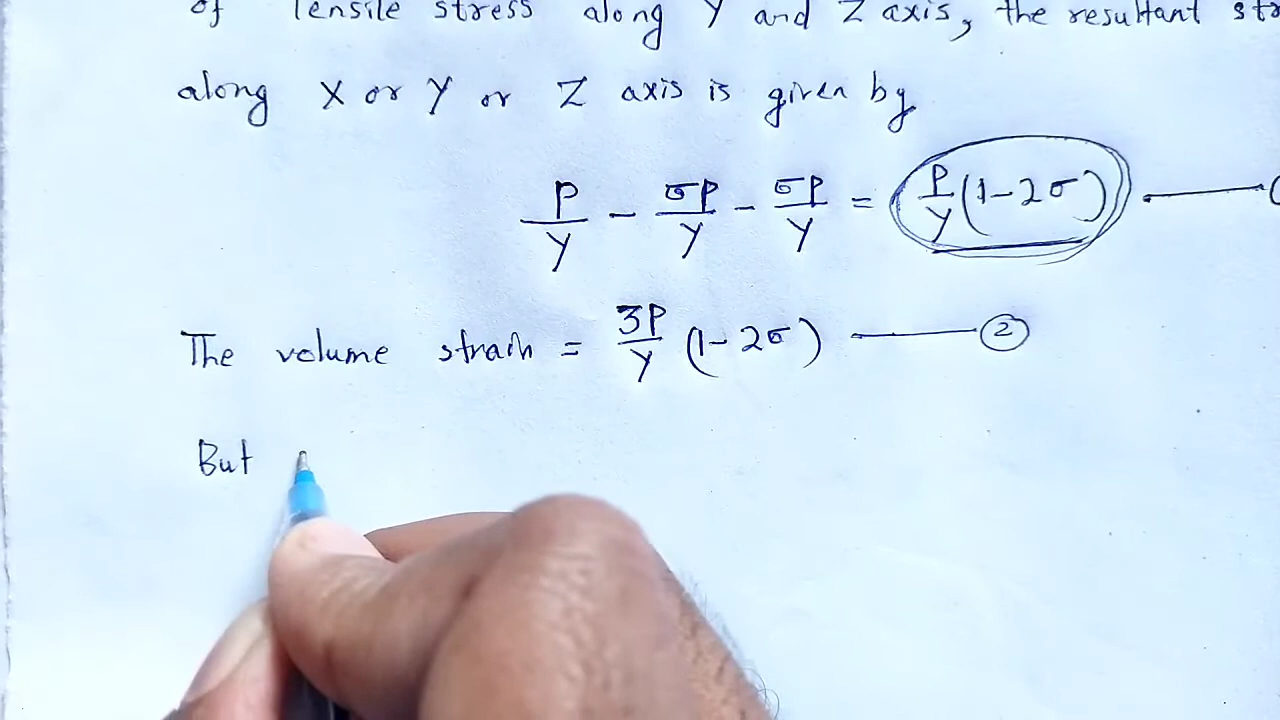 of Tensile stress along Y and Z axis, the resultant
along X or Y or Z axis is given by
P/Y - σP/Y - σP/Y = P/Y (1-2σ)
The volume strain = 3P/Y (1-2σ) ②
But